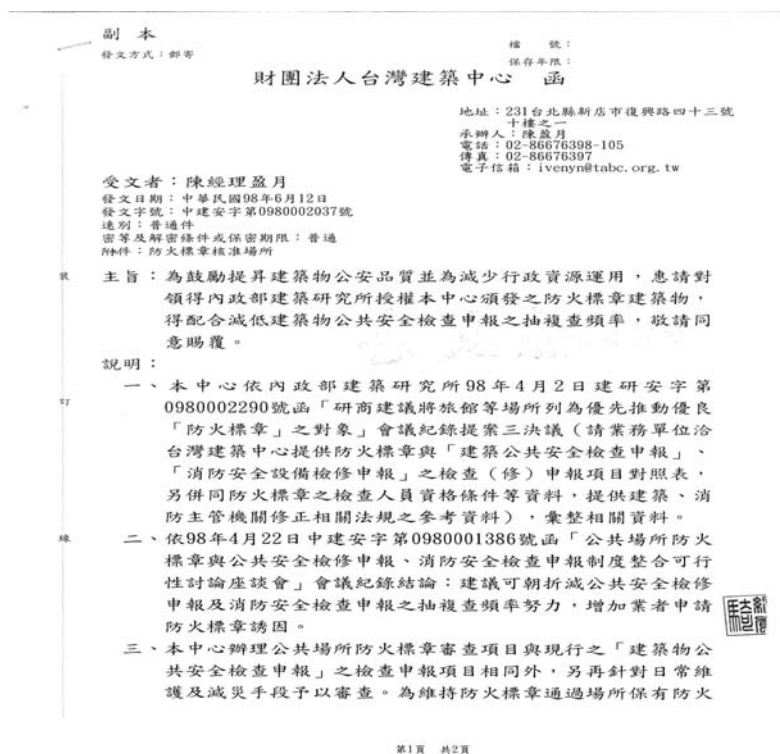 副 本
發文方式：郵寄
檔 號：
保存年限：
財團法人台灣建築中心 函
地址：231台北縣新店市復興路四十三號
十樓之一
承辦人：陳盈月
電話：02-86676398-105
傳真：02-86676397
電子信箱：ivenyn@tabc.org.tw
受文者：陳經理盈月
發文日期：中華民國98年6月12日
發文字號：中建安字第0980002037號
速別：普通件
密等及解密條件或保密期限：普通
附件：防火標章核准場所
主旨：為鼓勵提昇建築物公安品質並為減少行政資源運用，惠請對
領得內政部建築研究所授權本中心頒發之防火標章建築物，
得配合減低建築物公共安全檢查申報之抽複查頻率，敬請同
意賜覆。
說明：
一、本中心依內政部建築研究所98年4月2日建研安字第
0980002290號函「研商建議將旅館等場所列為優先推動優良
「防火標章」之對象」會議紀錄提案三決議（請業務單位洽
台灣建築中心提供防火標章與「建築公共安全檢查申報」、
「消防安全設備檢修申報」之檢查（修）申報項目對照表，
另併同防火標章之檢查人員資格條件等資料，提供建築、消
防主管機關修正相關法規之參考資料），彙整相關資料。
二、依98年4月22日中建安字第0980001386號函「公共場所防火
標章與公共安全檢修申報、消防安全檢查申報制度整合可行
性討論座談會」會議紀錄結論：建議可朝折減公共安全檢修
申報及消防安全檢查申報之抽複查頻率努力，增加業者申請
防火標章誘因。
三、本中心辦理公共場所防火標章審查項目與現行之「建築物公
共安全檢查申報」之檢查申報項目相同外，另再針對日常維
護及減災手段予以審查。為維持防火標章通過場所保有防火
裝
訂
線
第1頁 共2頁